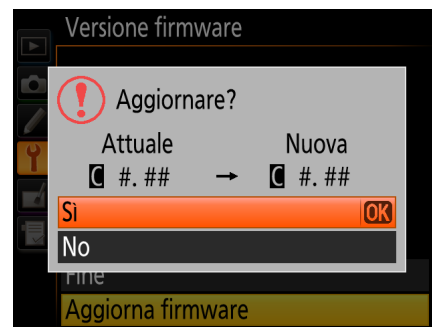 Versione firmware
Aggiornare?
Attuale Nuova
C #.## → C #.##
Sì OK
No
Fine
Aggiorna firmware